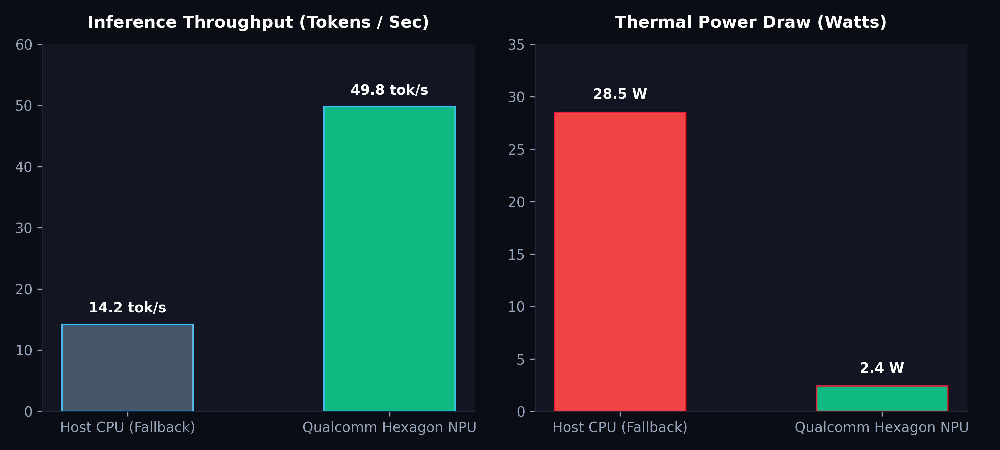 Inference Throughput (Tokens / Sec)
60
50
40
30
20
10
0
49.8 tok/s
14.2 tok/s
Host CPU (Fallback)
Qualcomm Hexagon NPU
Thermal Power Draw (Watts)
35
30
25
20
15
10
5
0
28.5 W
2.4 W
Host CPU (Fallback)
Qualcomm Hexagon NPU